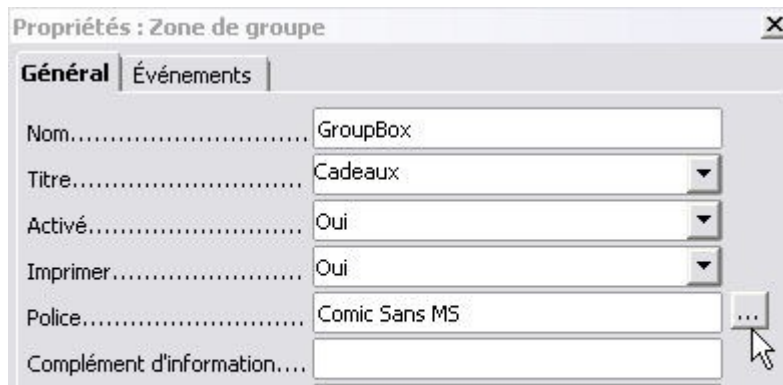 Propriétés : Zone de groupe
Général Événements
Nom............................. GroupBox
Titre............................ Cadeaux
Activé.......................... Oui
Imprimer........................ Oui
Police........................... Comic Sans MS ...
Complément d'information....